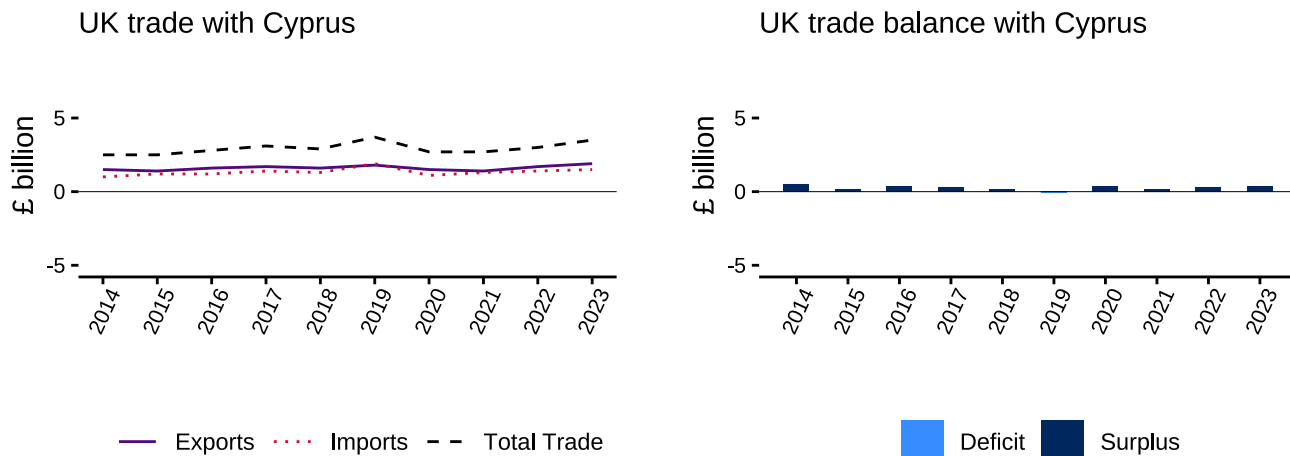 UK trade with Cyprus
£ billion
5
0
-5
2014
2015
2016
2017
2018
2019
2020
2021
2022
2023
Exports
Imports
Total Trade
UK trade balance with Cyprus
£ billion
5
0
-5
2014
2015
2016
2017
2018
2019
2020
2021
2022
2023
Deficit
Surplus